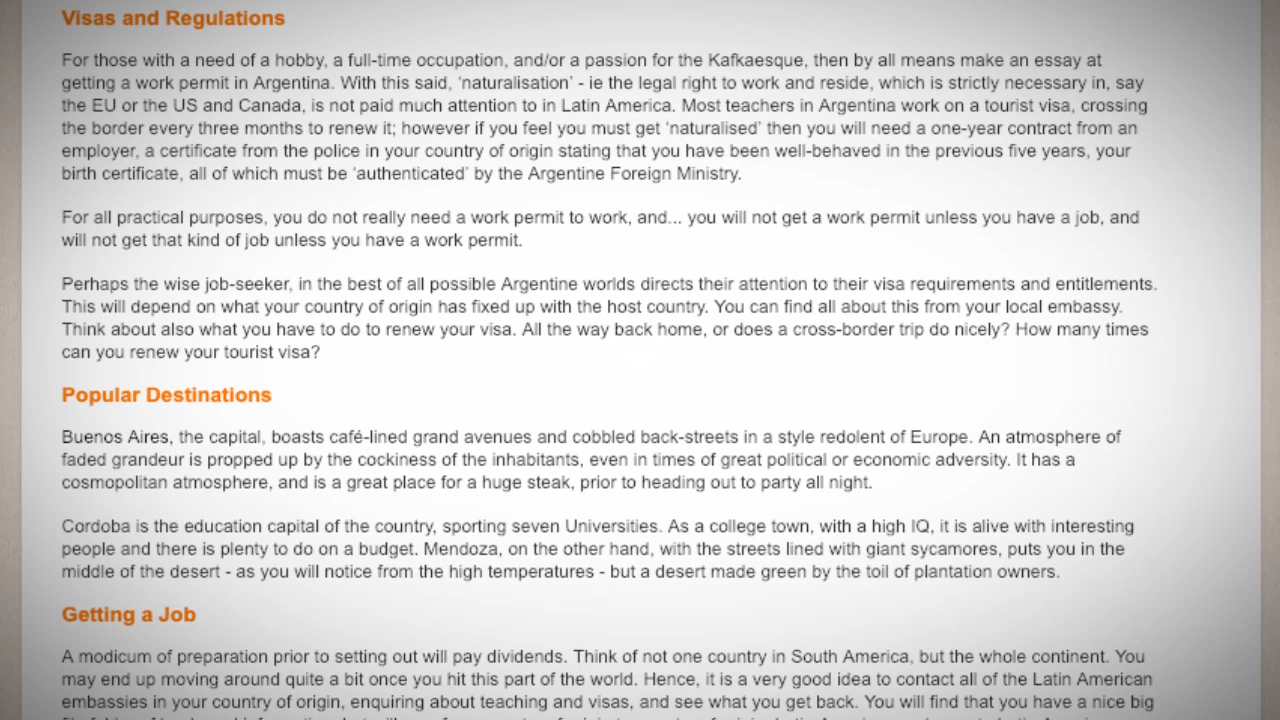 Visas and Regulations
For those with a need of a hobby, a full-time occupation, and/or a passion for the Kafkaesque, then by all means make an essay at
getting a work permit in Argentina. With this said, 'naturalisation' - ie the legal right to work and reside, which is strictly necessary in, say
the EU or the US and Canada, is not paid much attention to in Latin America. Most teachers in Argentina work on a tourist visa, crossing
the border every three months to renew it; however if you feel you must get 'naturalised' then you will need a one-year contract from an
employer, a certificate from the police in your country of origin stating that you have been well-behaved in the previous five years, your
birth certificate, all of which must be 'authenticated' by the Argentine Foreign Ministry.
For all practical purposes, you do not really need a work permit to work, and... you will not get a work permit unless you have a job, and
will not get that kind of job unless you have a work permit.
Perhaps the wise job-seeker, in the best of all possible Argentine worlds directs their attention to their visa requirements and entitlements.
This will depend on what your country of origin has fixed up with the host country. You can find all about this from your local embassy.
Think about also what you have to do to renew your visa. All the way back home, or does a cross-border trip do nicely? How many times
can you renew your tourist visa?
Popular Destinations
Buenos Aires, the capital, boasts café-lined grand avenues and cobbled back-streets in a style redolent of Europe. An atmosphere of
faded grandeur is propped up by the cockiness of the inhabitants, even in times of great political or economic adversity. It has a
cosmopolitan atmosphere, and is a great place for a huge steak, prior to heading out to party all night.
Cordoba is the education capital of the country, sporting seven Universities. As a college town, with a high IQ, it is alive with interesting
people and there is plenty to do on a budget. Mendoza, on the other hand, with the streets lined with giant sycamores, puts you in the
middle of the desert - as you will notice from the high temperatures - but a desert made green by the toil of plantation owners.
Getting a Job
A modicum of preparation prior to setting out will pay dividends. Think of not one country in South America, but the whole continent. You
may end up moving around quite a bit once you hit this part of the world. Hence, it is a very good idea to contact all of the Latin American
embassies in your country of origin, enquiring about teaching and visas, and see what you get back. You will find that you have a nice big